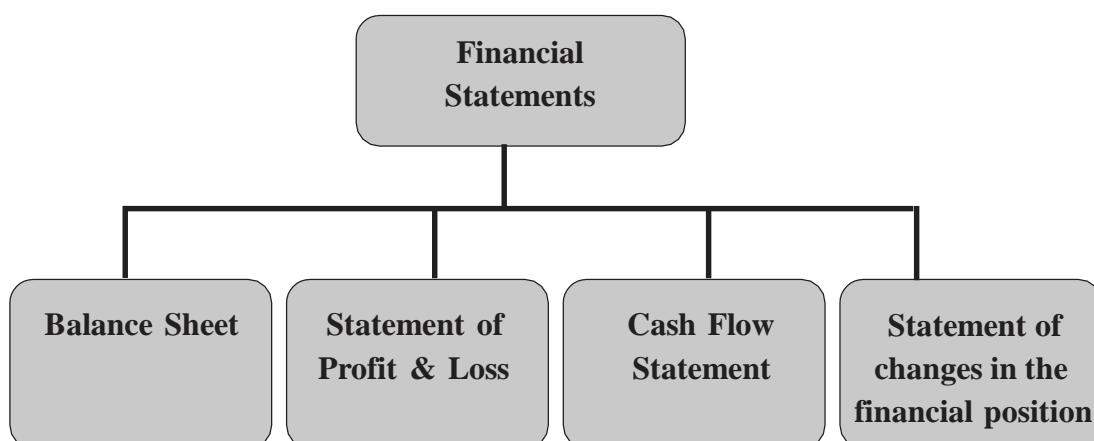 Financial
Statements
Balance Sheet
Statement of
Profit & Loss
Cash Flow
Statement
Statement of
changes in the
financial position